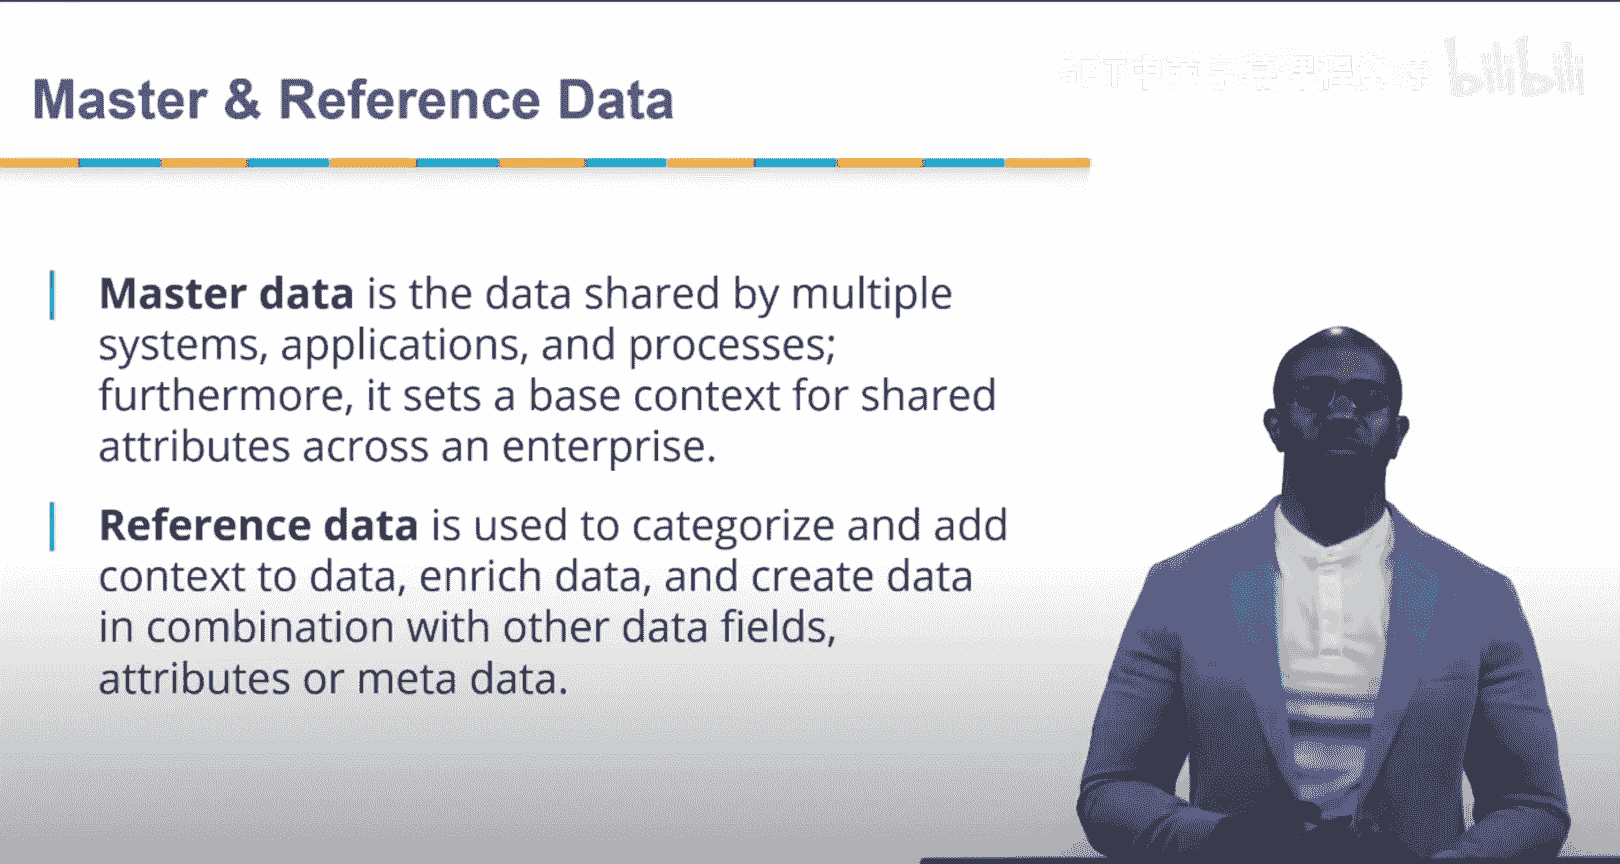 bilibili
Master & Reference Data
Master data is the data shared by multiple
systems, applications, and processes;
furthermore, it sets a base context for shared
attributes across an enterprise.
Reference data is used to categorize and add
context to data, enrich data, and create data
in combination with other data fields,
attributes or meta data.